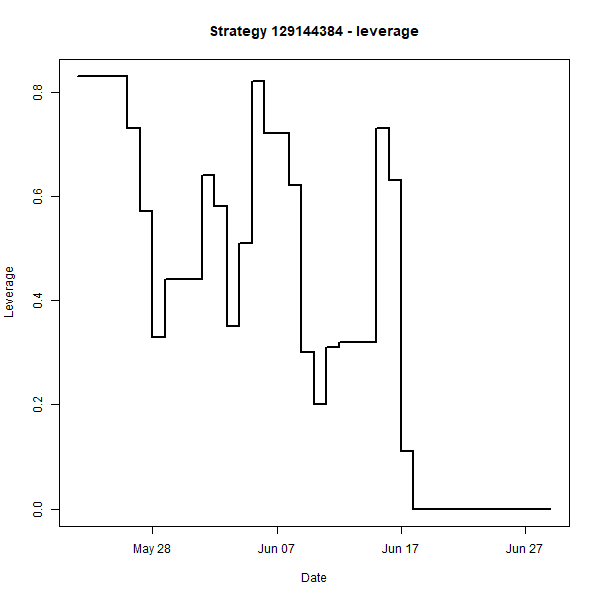 Strategy 129144384 - leverage
Leverage
0.8
0.6
0.4
0.2
0.0
May 28
Jun 07
Jun 17
Jun 27
Date